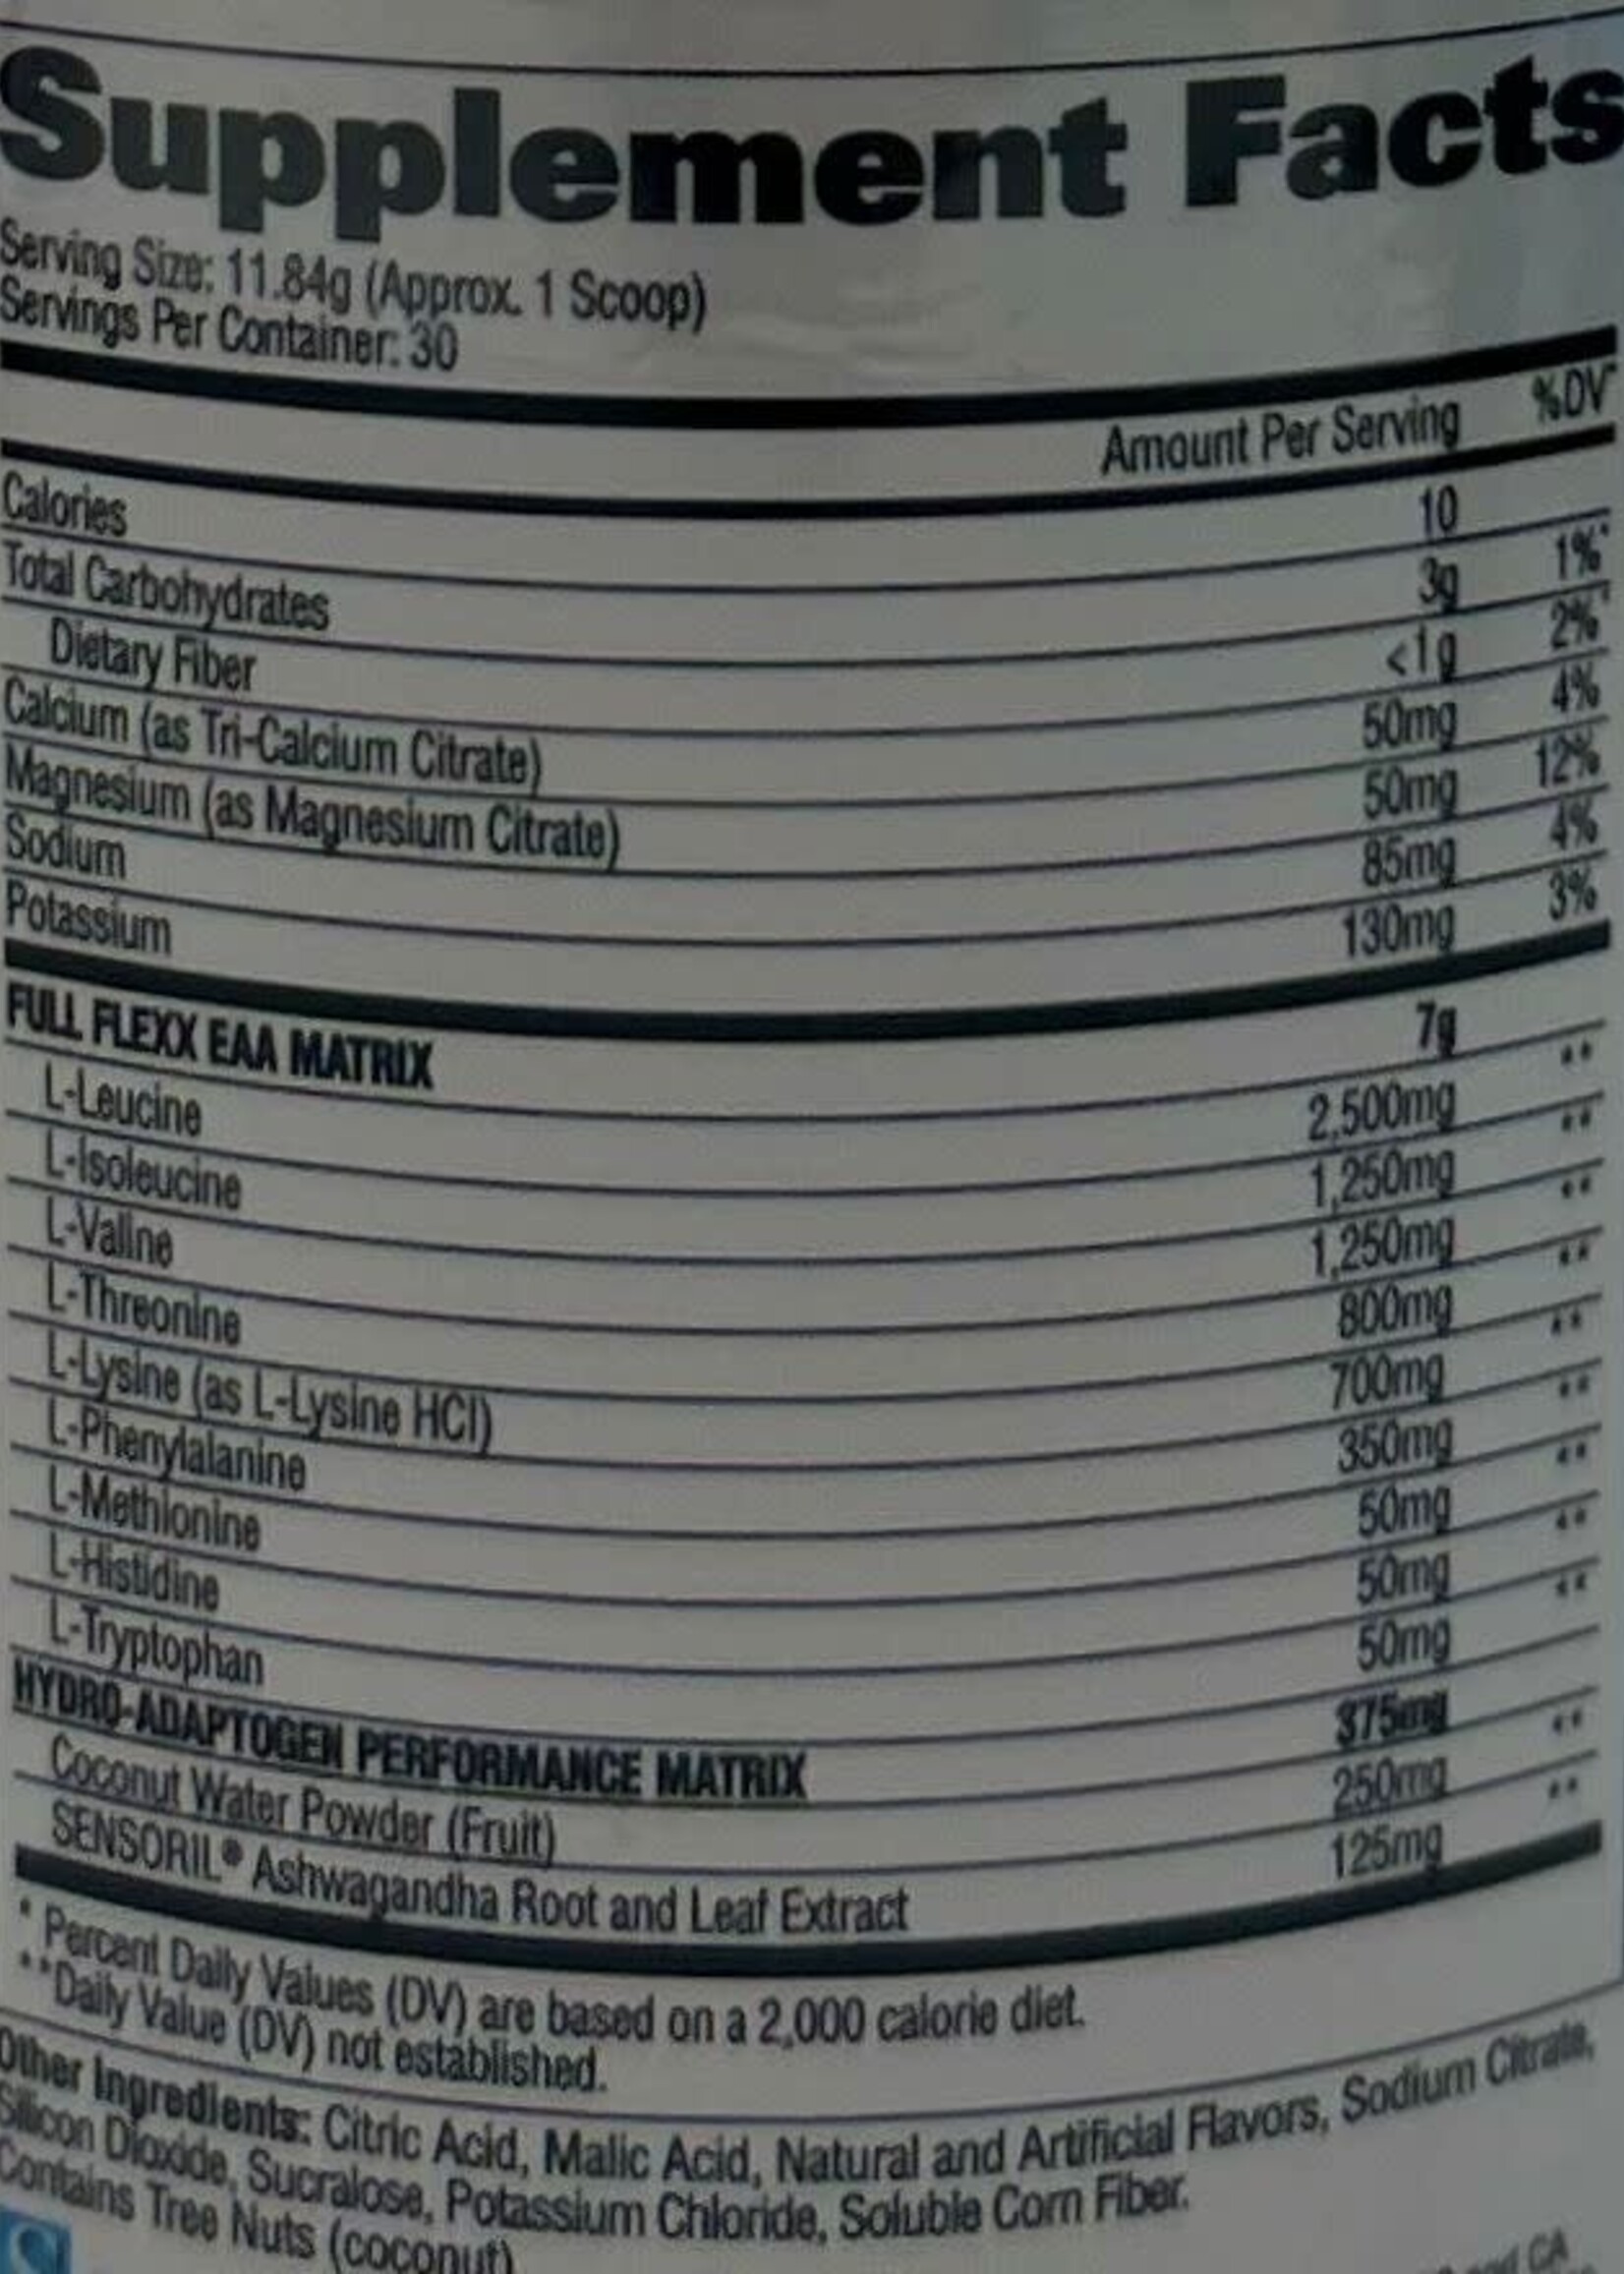 Supplement Facts
Serving Size: 11.84g (Approx. 1 Scoop)
Servings Per Container: 30
Amount Per Serving %DV*
Calories 10
Total Carbohydrates 3g 1%*
Dietary Fiber <1g 2%*
Calcium (as Tri-Calcium Citrate) 50mg 4%
Magnesium (as Magnesium Citrate) 50mg 12%
Sodium 85mg 4%
Potassium 130mg 3%
FULL FLEXX EAA MATRIX 7g
L-Leucine 2,500mg **
L-Isoleucine 1,250mg **
L-Valine 1,250mg **
L-Threonine 800mg **
L-Lysine (as L-Lysine HCl) 700mg **
L-Phenylalanine 350mg **
L-Methionine 50mg **
L-Histidine 50mg **
L-Tryptophan 50mg **
HYDRO-ADAPTOGEN PERFORMANCE MATRIX 375mg
Coconut Water Powder (Fruit) 250mg **
SENSORIL® Ashwagandha Root and Leaf Extract 125mg **
* Percent Daily Values (DV) are based on a 2,000 calorie diet.
**Daily Value (DV) not established.
Other Ingredients: Citric Acid, Malic Acid, Natural and Artificial Flavors, Sodium Citrate,
Silicon Dioxide, Sucralose, Potassium Chloride, Soluble Corn Fiber.
Contains Tree Nuts (coconut)
and CA